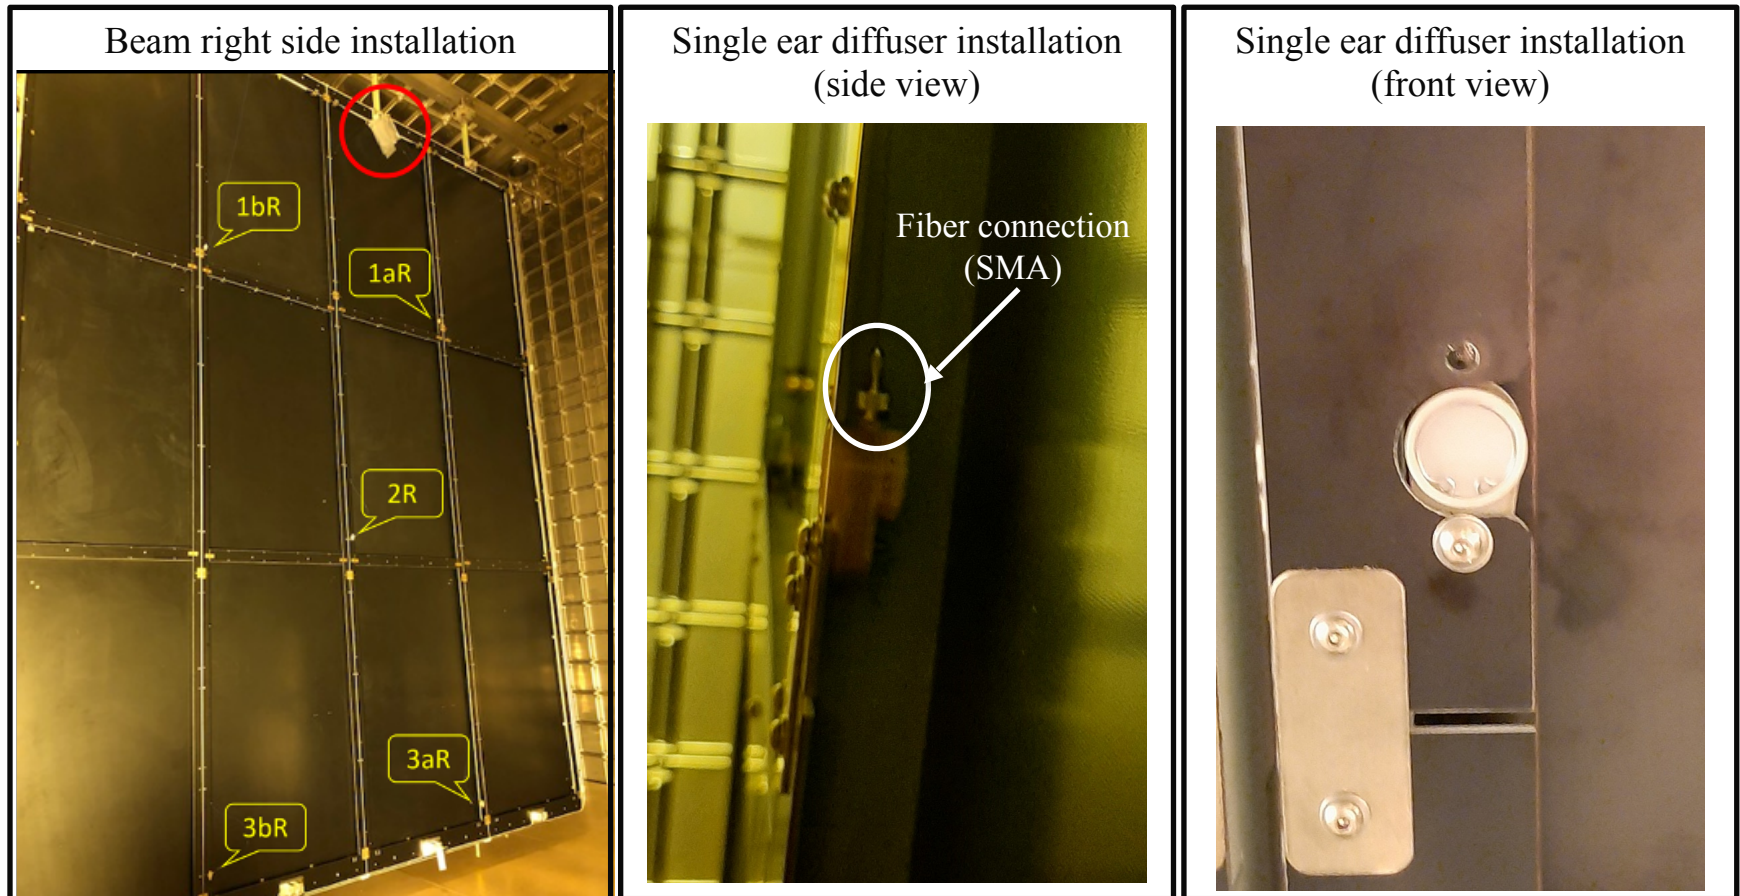 Beam right side installation
1bR
1aR
2R
3aR
3bR
Single ear diffuser installation
(side view)
Fiber connection
(SMA)
Single ear diffuser installation
(front view)